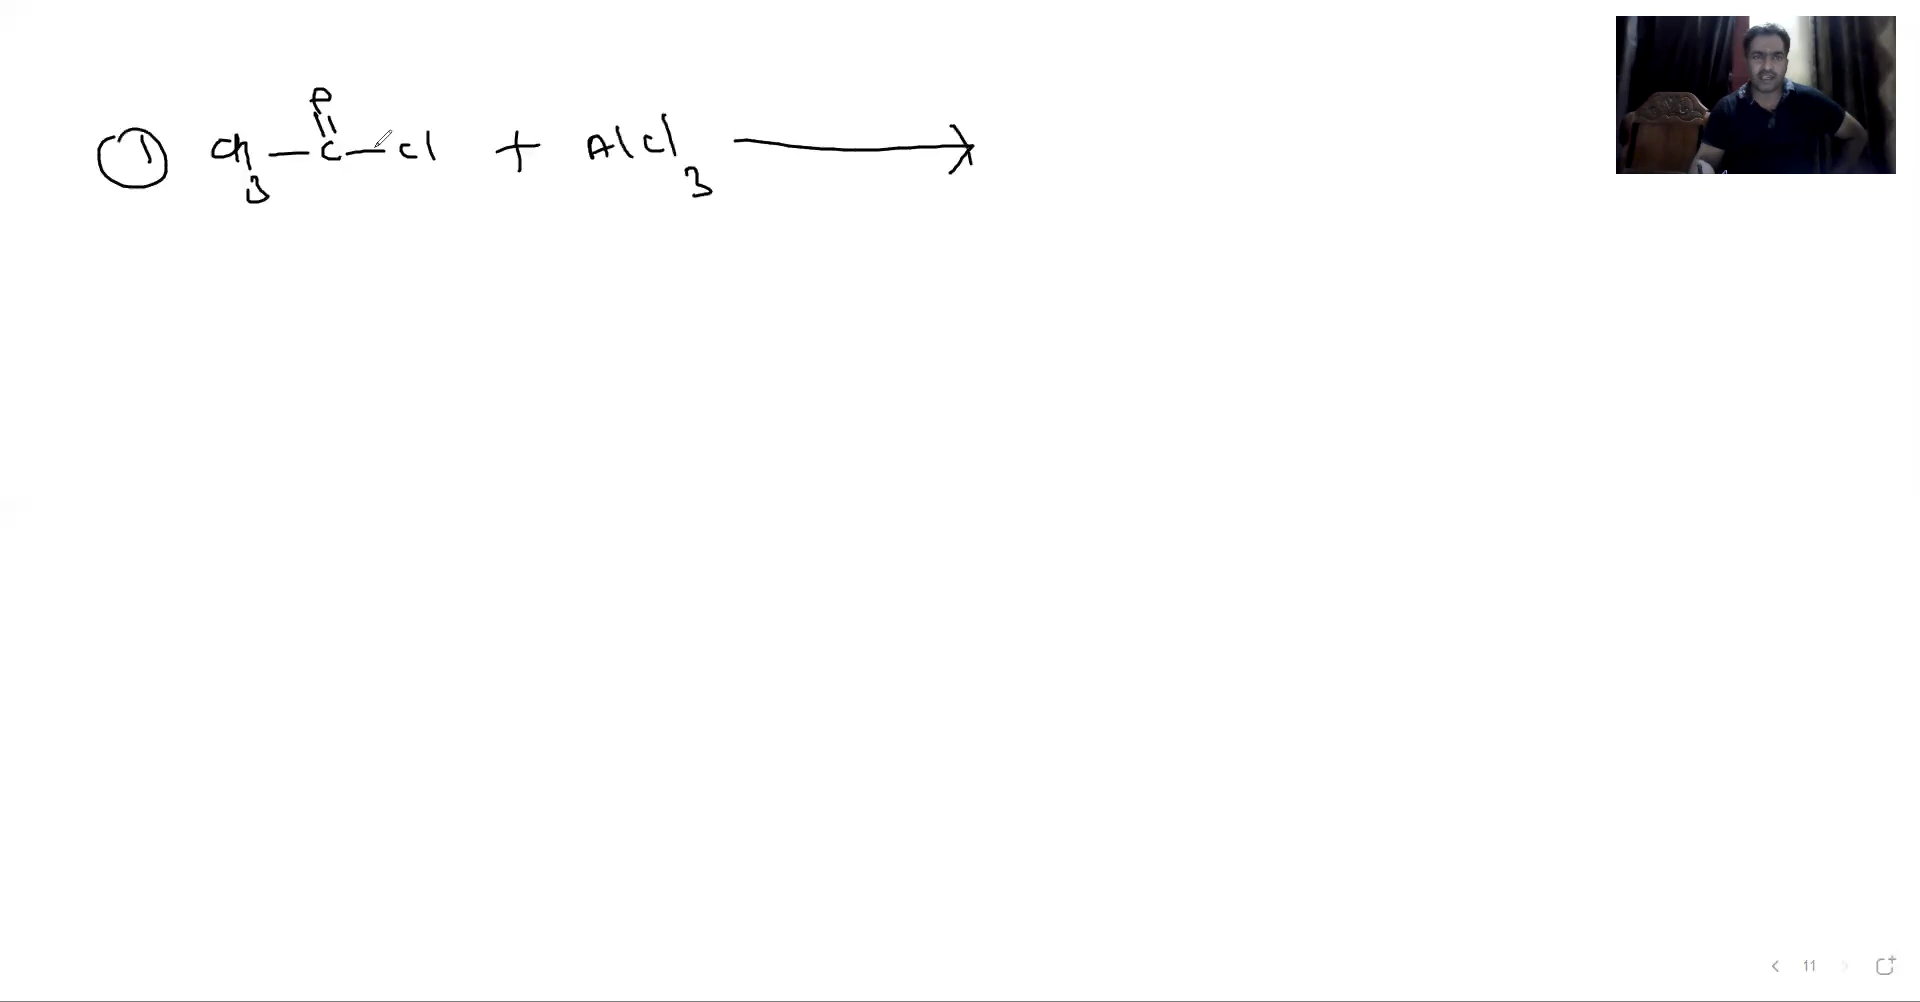 O
① CH3 — C — Cl + AlCl3 ⟶
11